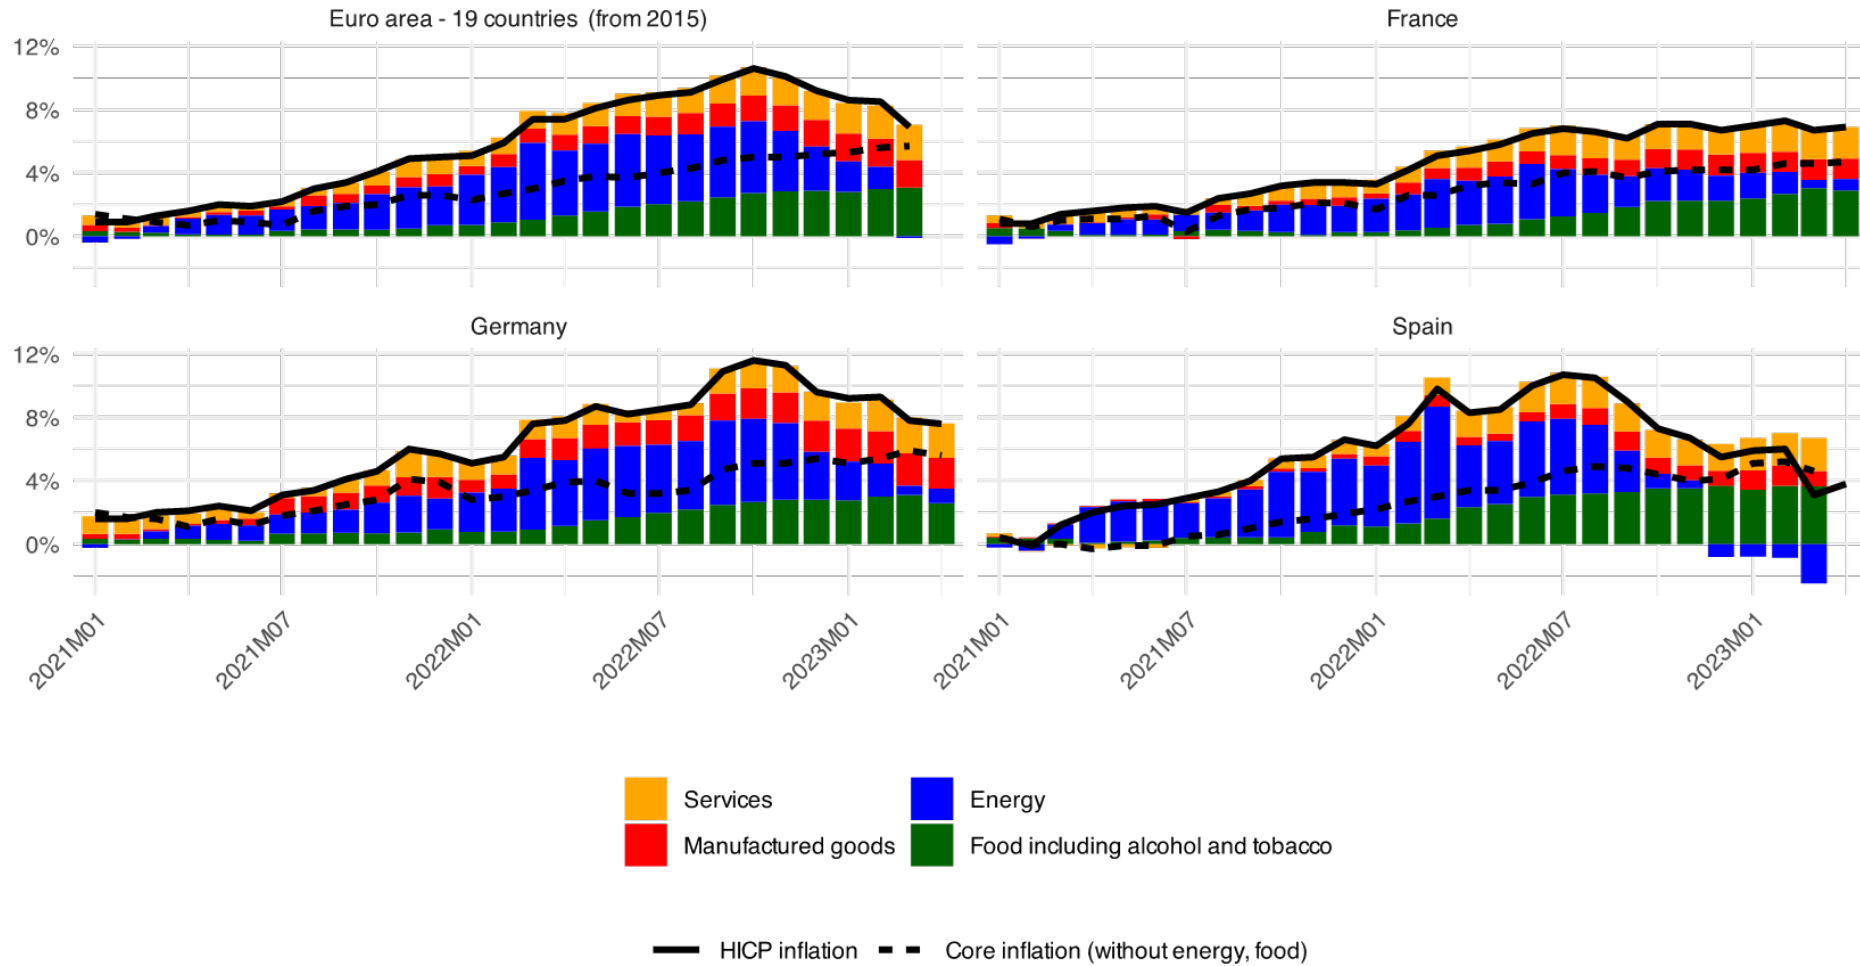 Euro area - 19 countries (from 2015)
France
12%
8%
4%
0%
Germany
Spain
12%
8%
4%
0%
2021M01
2021M07
2022M01
2022M07
2023M01
2021M01
2021M07
2022M01
2022M07
2023M01
Services
Energy
Manufactured goods
Food including alcohol and tobacco
HICP inflation
Core inflation (without energy, food)